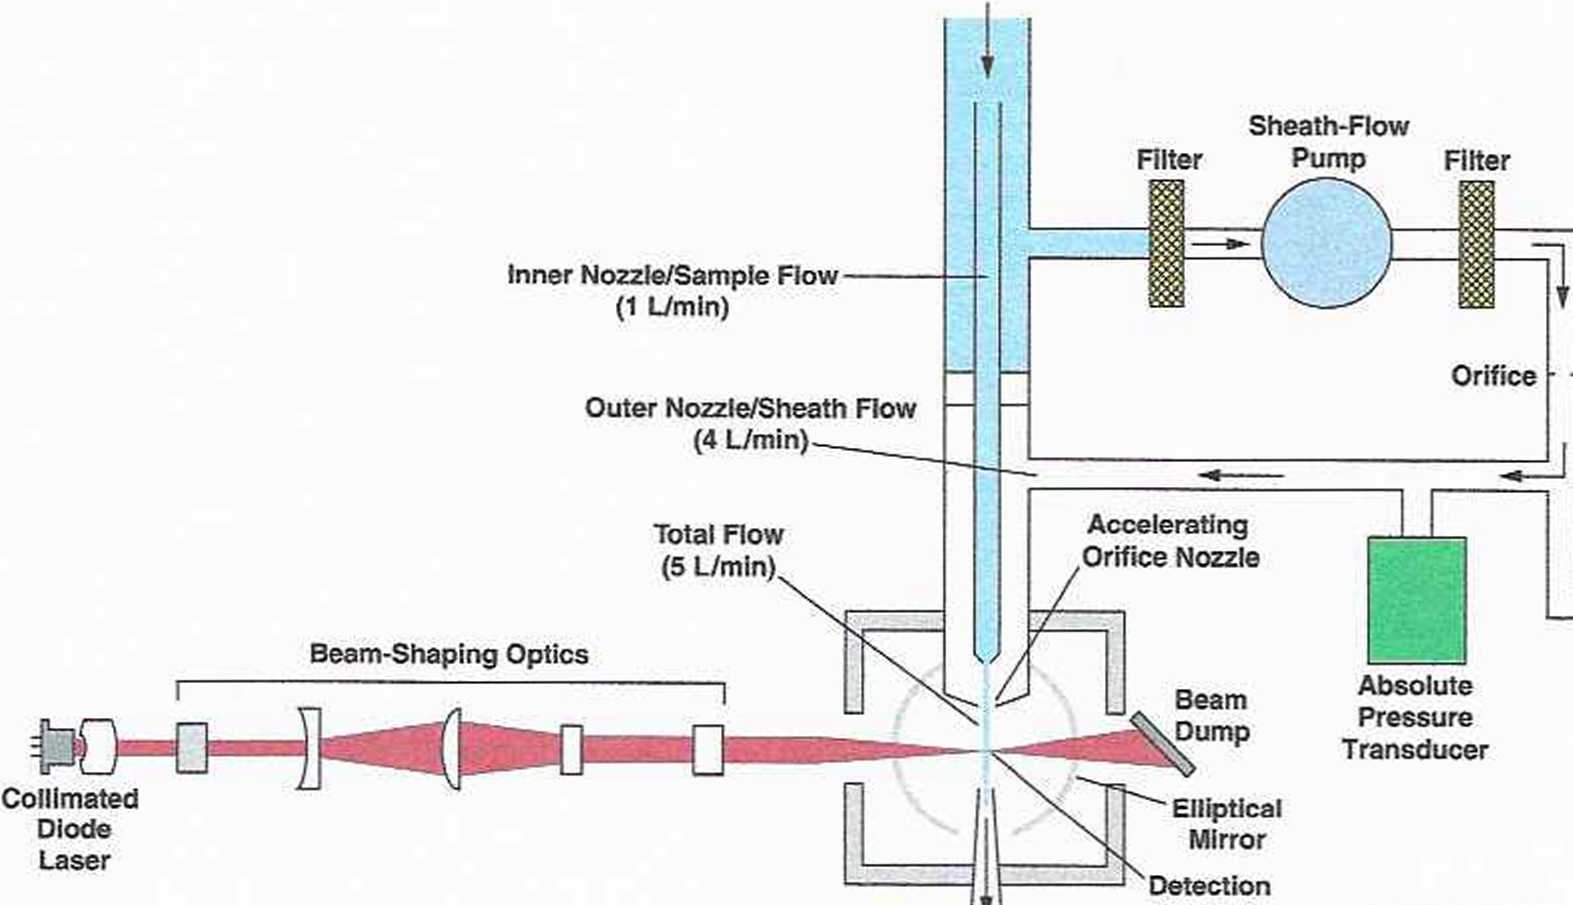 Sheath-Flow
Pump
Filter
Filter
Inner Nozzle/Sample Flow
(1 L/min)
Orifice
Outer Nozzle/Sheath Flow
(4 L/min)
Total Flow
(5 L/min)
Accelerating
Orifice Nozzle
Beam-Shaping Optics
Beam
Dump
Absolute
Pressure
Transducer
Collimated
Diode
Laser
Elliptical
Mirror
Detection